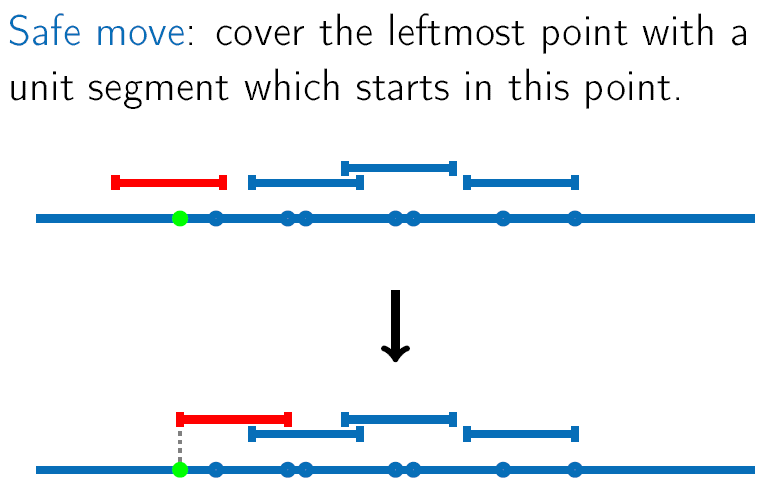 Safe move: cover the leftmost point with a
unit segment which starts in this point.